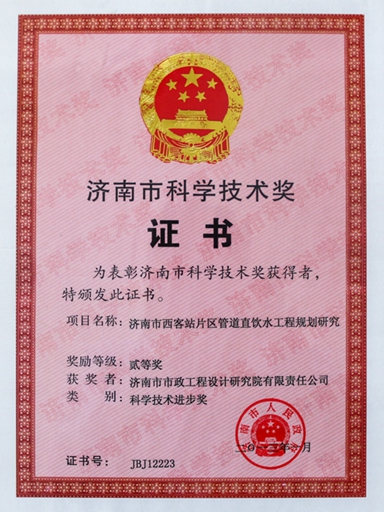 济南市科学技术奖
证书
为表彰济南市科学技术奖获得者，
特颁发此证书。
项目名称：济南市西客站片区管道直饮水工程规划研究
奖励等级：贰等奖
获奖者：济南市市政工程设计研究院有限责任公司
类别：科学技术进步奖
济南市人民政府
证书号：JBJ12223